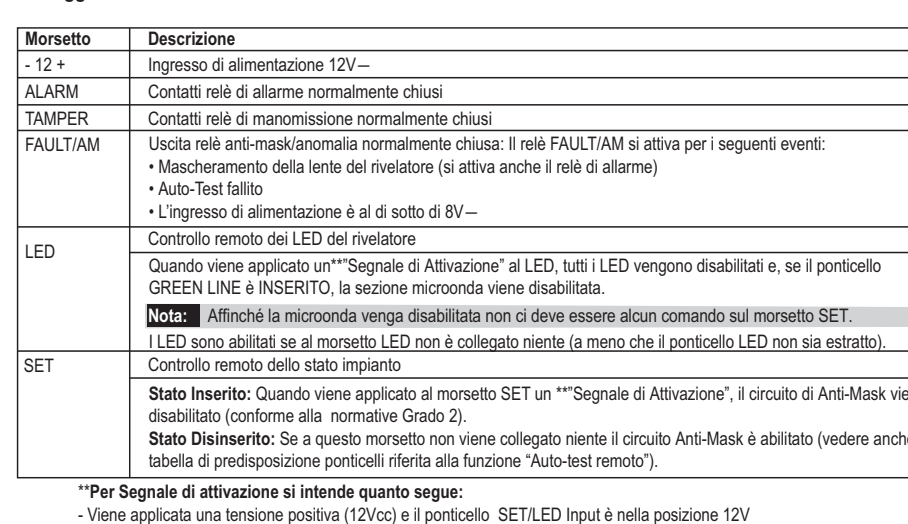 Morsetto Descrizione
- 12 + Ingresso di alimentazione 12V⎓
ALARM Contatti relè di allarme normalmente chiusi
TAMPER Contatti relè di manomissione normalmente chiusi
FAULT/AM Uscita relè anti-mask/anomalia normalmente chiusa: Il relè FAULT/AM si attiva per i seguenti eventi:
• Mascheramento della lente del rivelatore (si attiva anche il relè di allarme)
• Auto-Test fallito
• L'ingresso di alimentazione è al di sotto di 8V⎓
LED Controllo remoto dei LED del rivelatore
Quando viene applicato un**"Segnale di Attivazione" al LED, tutti i LED vengono disabilitati e, se il ponticello
GREEN LINE è INSERITO, la sezione microonda viene disabilitata.
Nota: Affinché la microonda venga disabilitata non ci deve essere alcun comando sul morsetto SET.
I LED sono abilitati se al morsetto LED non è collegato niente (a meno che il ponticello LED non sia estratto).
SET Controllo remoto dello stato impianto
Stato Inserito: Quando viene applicato al morsetto SET un **"Segnale di Attivazione", il circuito di Anti-Mask vie
disabilitato (conforme alla normative Grado 2).
Stato Disinserito: Se a questo morsetto non viene collegato niente il circuito Anti-Mask è abilitato (vedere anche
tabella di predisposizione ponticelli riferita alla funzione “Auto-test remoto”).
**Per Segnale di attivazione si intende quanto segue:
- Viene applicata una tensione positiva (12Vcc) e il ponticello SET/LED Input è nella posizione 12V